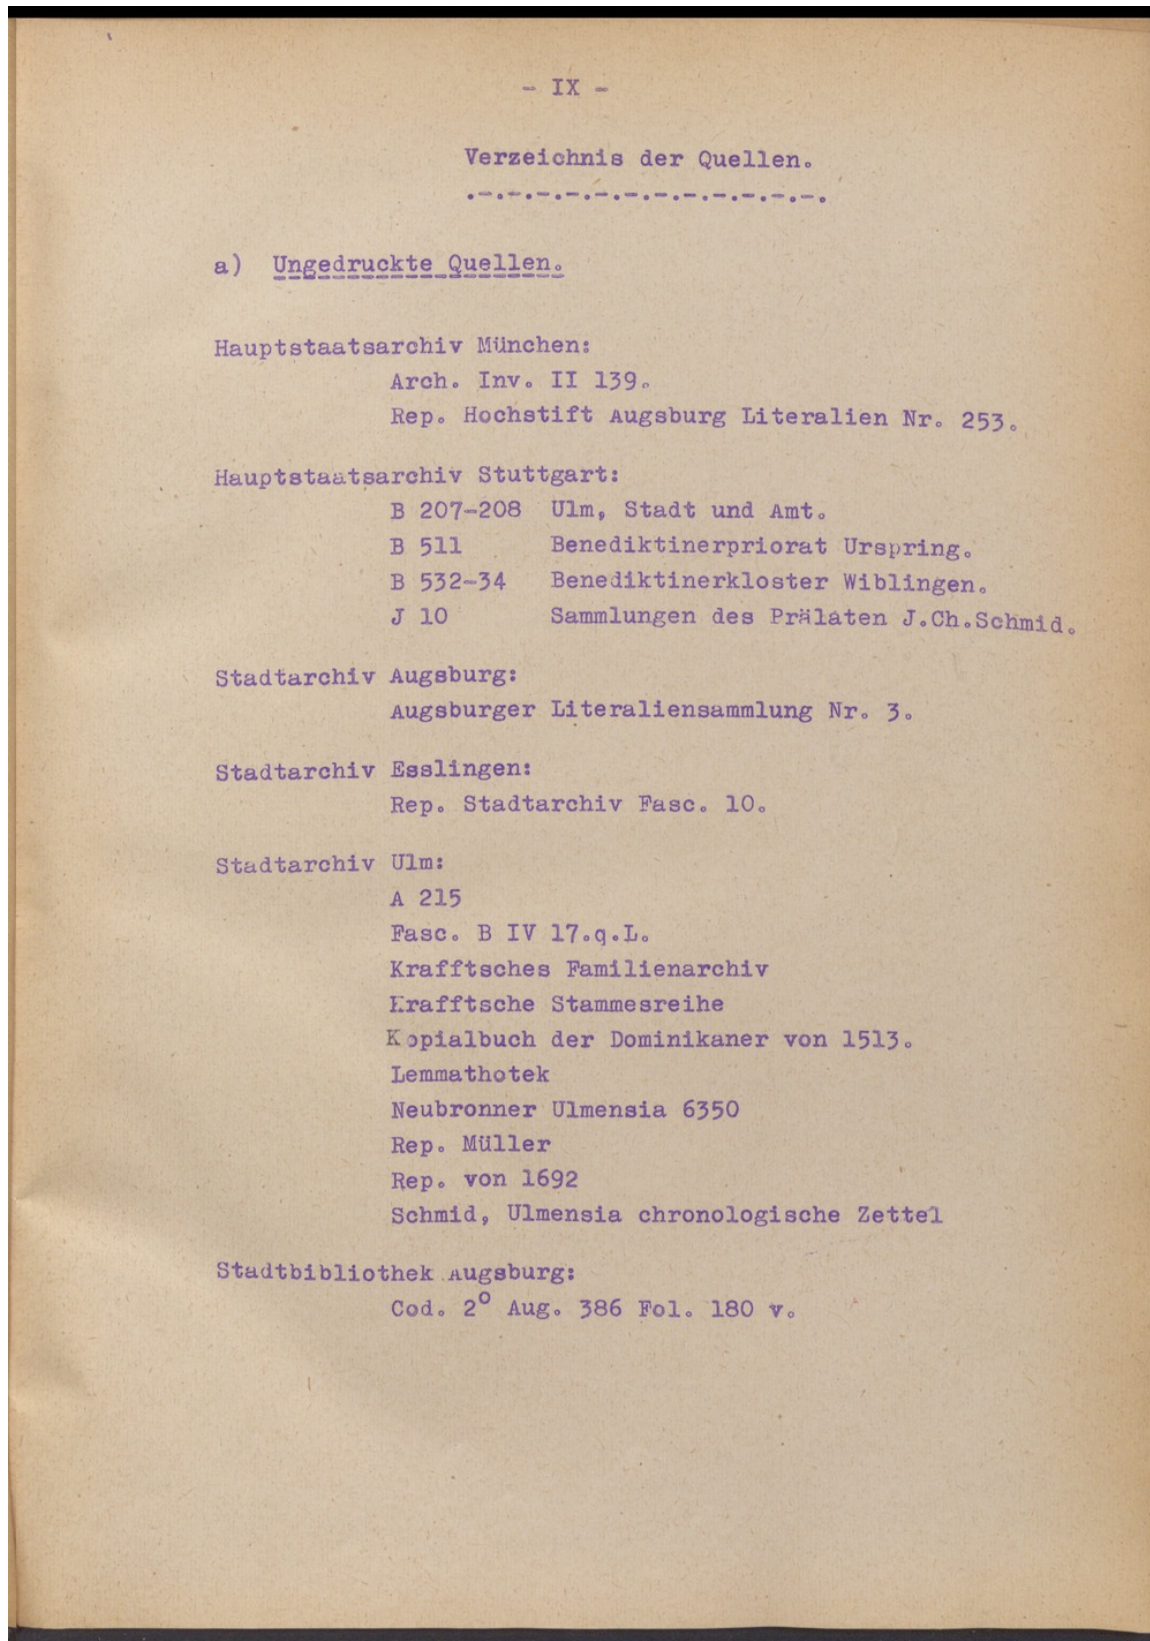 - IX -
Verzeichnis der Quellen.
.-.-.-.-.-.-.-.-.-.-.-.-.
a) Ungedruckte Quellen.
Hauptstaatsarchiv München:
Arch. Inv. II 139.
Rep. Hochstift Augsburg Literalien Nr. 253.
Hauptstaatsarchiv Stuttgart:
B 207-208 Ulm, Stadt und Amt.
B 511 Benediktinerpriorat Urspring.
B 532-34 Benediktinerkloster Wiblingen.
J 10 Sammlungen des Prälaten J.Ch.Schmid.
Stadtarchiv Augsburg:
Augsburger Literaliensammlung Nr. 3.
Stadtarchiv Esslingen:
Rep. Stadtarchiv Fasc. 10.
Stadtarchiv Ulm:
A 215
Fasc. B IV 17.q.L.
Krafftsches Familienarchiv
Krafftsche Stammesreihe
Kopialbuch der Dominikaner von 1513.
Lemmathotek
Neubronner Ulmensia 6350
Rep. Müller
Rep. von 1692
Schmid, Ulmensia chronologische Zettel
Stadtbibliothek Augsburg:
Cod. 2° Aug. 386 Fol. 180 v.